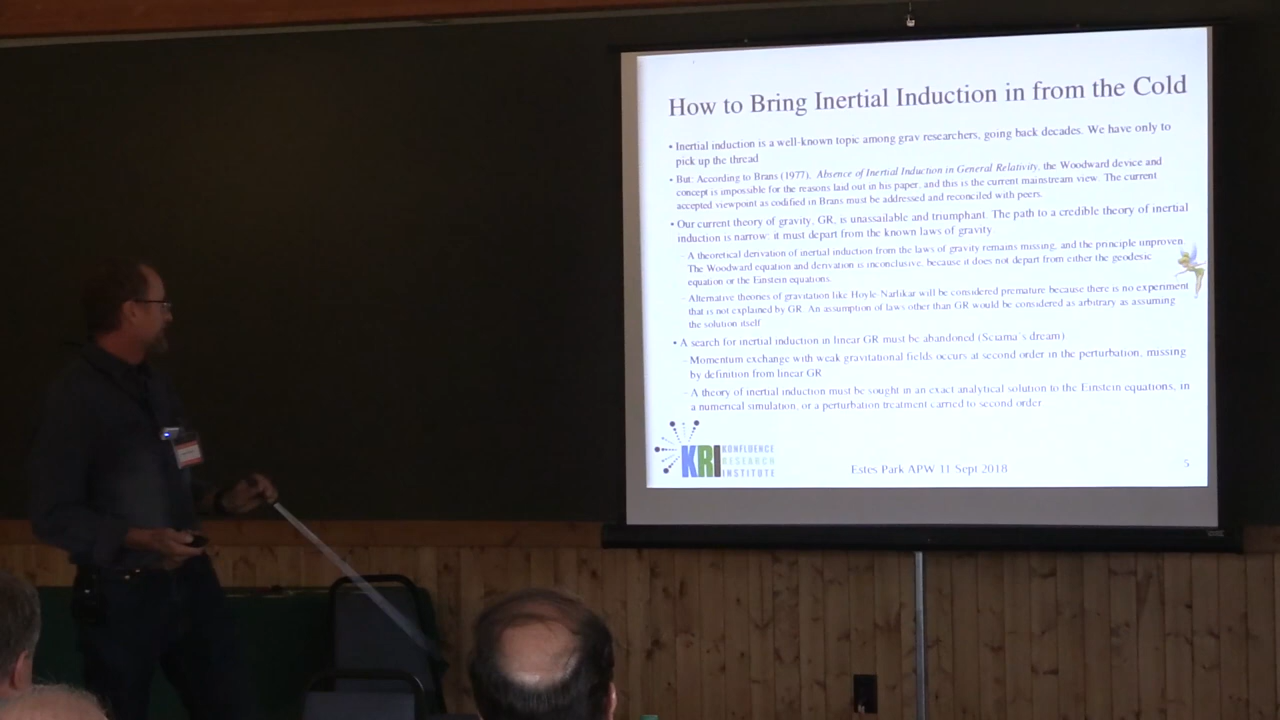 How to Bring Inertial Induction in from the Cold
• Inertial induction is a well-known topic among grav researchers, going back decades. We have only to
pick up the thread
• But: According to Brans (1977), Absence of Inertial Induction in General Relativity, the Woodward device and
concept is impossible for the reasons laid out in his paper, and this is the current mainstream view. The current
accepted viewpoint as codified in Brans must be addressed and reconciled with peers.
• Our current theory of gravity, GR, is unassailable and triumphant. The path to a credible theory of inertial
induction is narrow: it must depart from the known laws of gravity
- A theoretical derivation of inertial induction from the laws of gravity remains missing, and the principle unproven.
The Woodward equation and derivation is inconclusive, because it does not depart from either the geodesic
equation or the Einstein equations.
- Alternative theories of gravitation like Hoyle-Narlikar will be considered premature because there is no experiment
that is not explained by GR. An assumption of laws other than GR would be considered as arbitrary as assuming
the solution itself
• A search for inertial induction in linear GR must be abandoned (Sciama's dream)
- Momentum exchange with weak gravitational fields occurs at second order in the perturbation, missing
by definition from linear GR
- A theory of inertial induction must be sought in an exact analytical solution to the Einstein equations, in
a numerical simulation, or a perturbation treatment carried to second order
KRI KONFLUENCE
RESEARCH
INSTITUTE
Estes Park APW 11 Sept 2018
5